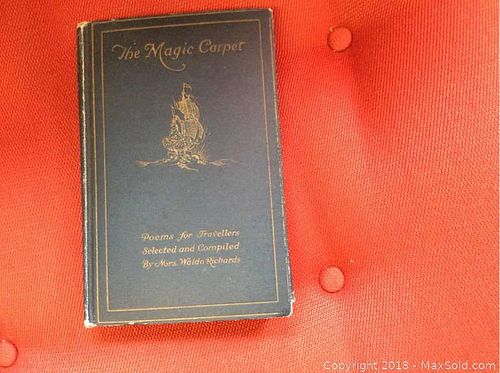 The Magic Carpet
Poems for Travellers
Selected and Compiled
By Mrs. Waldo Richards
Copyright 2018 - MaxSold.com